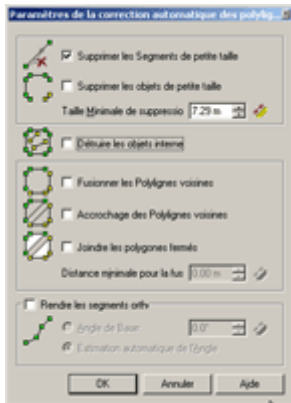 Paramètres de la correction automatique des polylig...
Supprimer les Segments de petite taille
Supprimer les objets de petite taille
Taille Minimale de suppressio 7.29 m
Détruire les objets interne
Fusionner les Polylignes voisines
Accrochage des Polylignes voisines
Joindre les polygones fermés
Distance minimale pour la fus 0.00 m
Rendre les segments orth
Angle de Base 0.0°
Estimation automatique de l'Angle
OK Annuler Aide